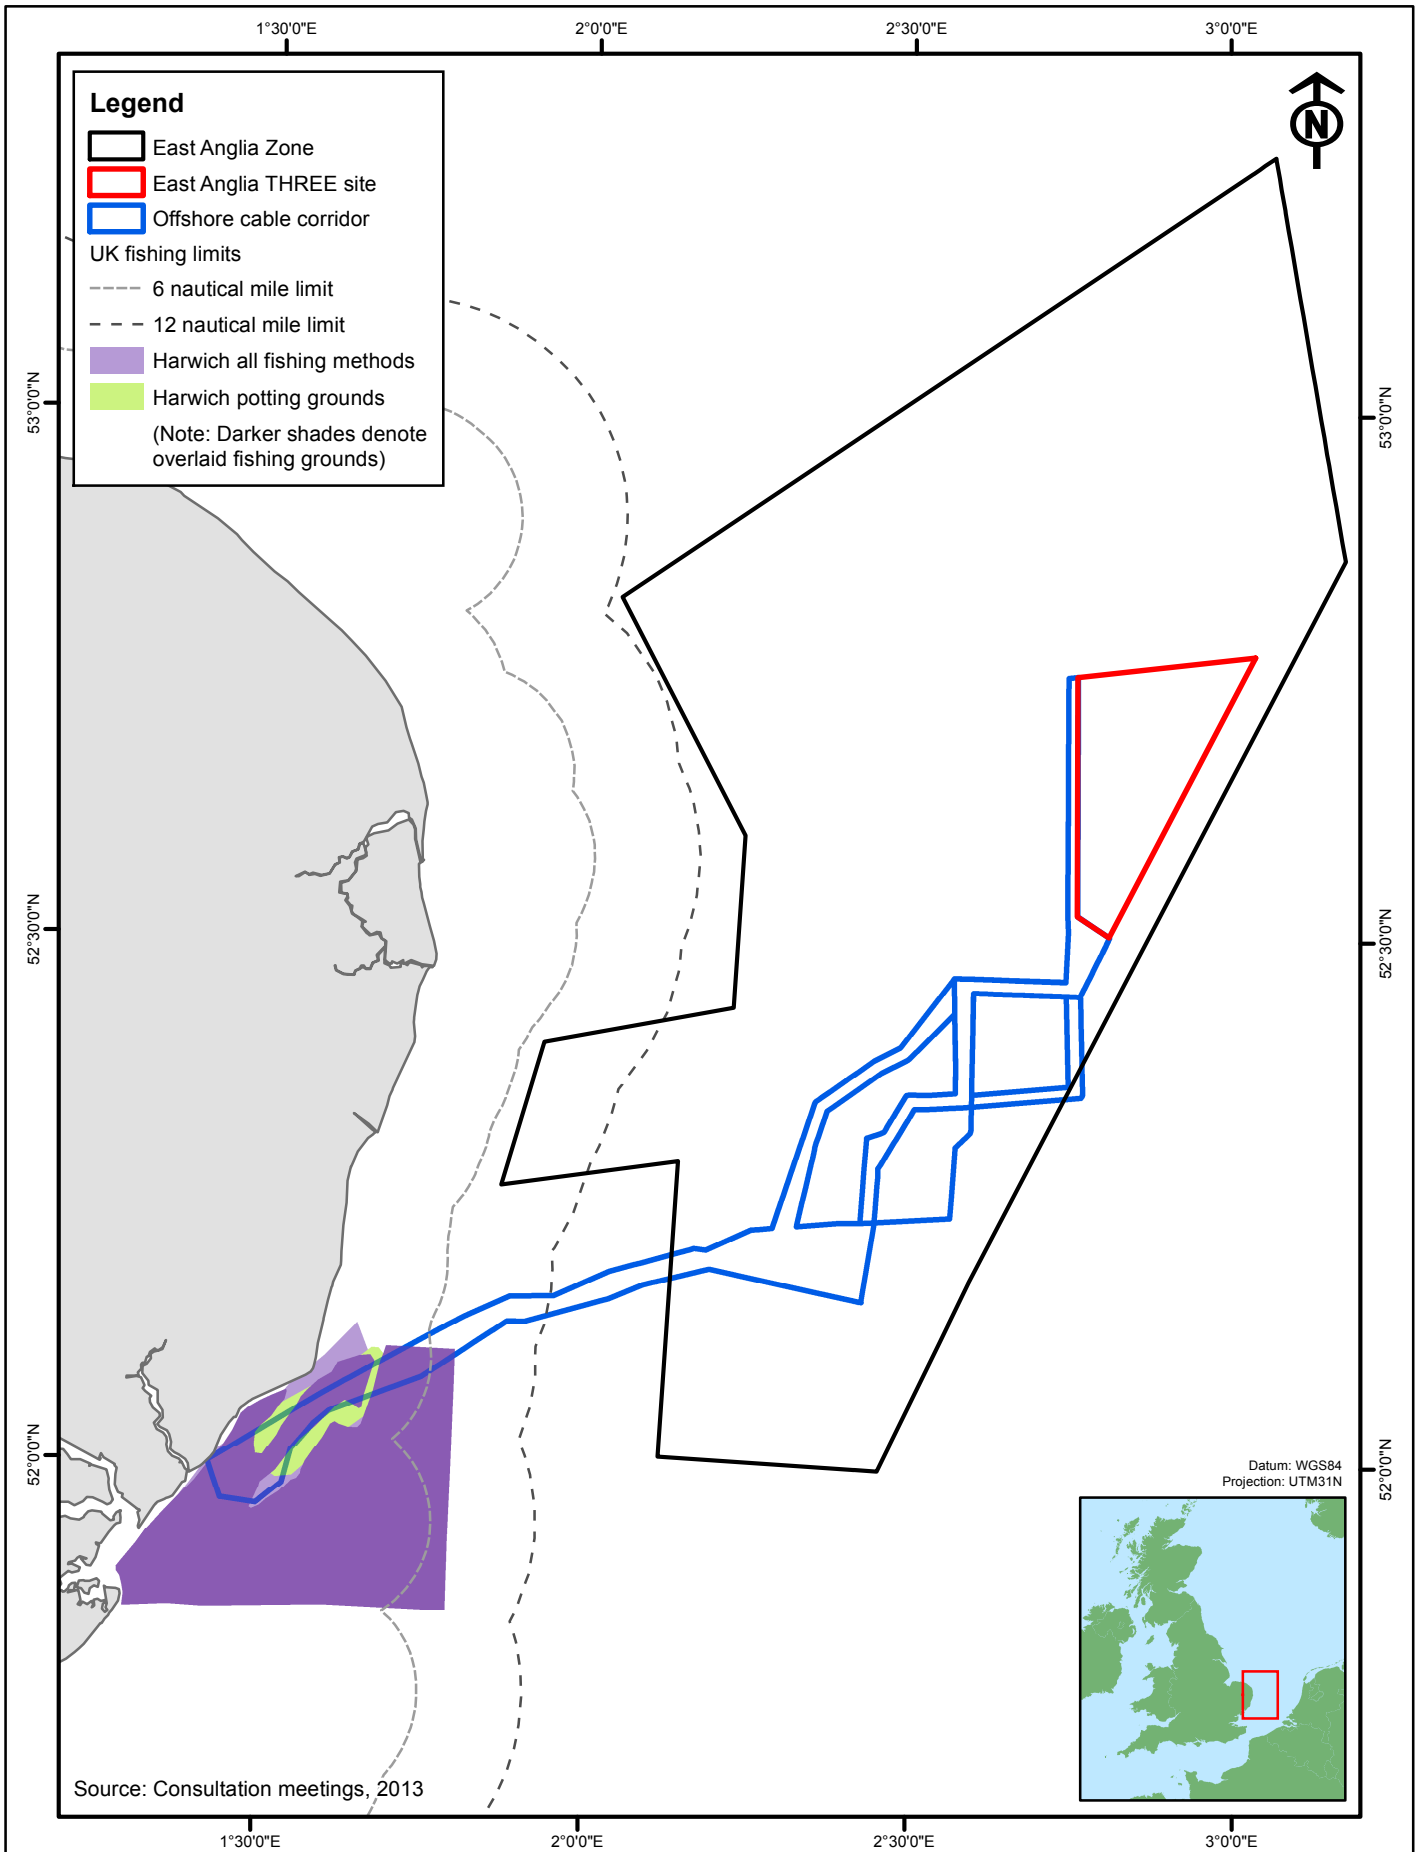 1°30'0"E 2°0'0"E 2°30'0"E 3°0'0"E
Legend
East Anglia Zone
East Anglia THREE site
Offshore cable corridor
UK fishing limits
6 nautical mile limit
12 nautical mile limit
Harwich all fishing methods
Harwich potting grounds
(Note: Darker shades denote
overlaid fishing grounds)
N
53°0'0"N
53°0'0"N
52°30'0"N
52°30'0"N
52°0'0"N
52°0'0"N
Datum: WGS84
Projection: UTM31N
Source: Consultation meetings, 2013
1°30'0"E 2°0'0"E 2°30'0"E 3°0'0"E